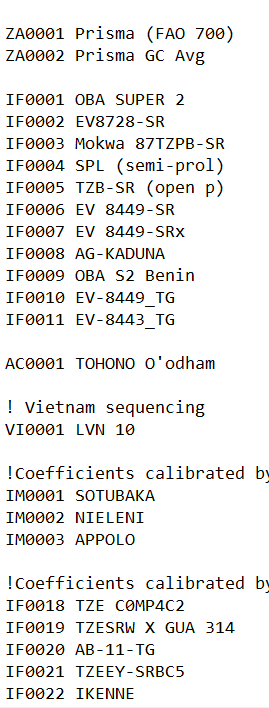 ZA0001 Prisma (FAO 700)
ZA0002 Prisma GC Avg
IF0001 OBA SUPER 2
IF0002 EV8728-SR
IF0003 Mokwa 87TZPB-SR
IF0004 SPL (semi-prol)
IF0005 TZB-SR (open p)
IF0006 EV 8449-SR
IF0007 EV 8449-SRx
IF0008 AG-KADUNA
IF0009 OBA S2 Benin
IF0010 EV-8449_TG
IF0011 EV-8443_TG
AC0001 TOHONO O'odham
! Vietnam sequencing
VI0001 LVN 10
!Coefficients calibrated by
IM0001 SOTUBAKA
IM0002 NIELENI
IM0003 APPOLO
!Coefficients calibrated by
IF0018 TZE C0MP4C2
IF0019 TZESRW X GUA 314
IF0020 AB-11-TG
IF0021 TZEEY-SRBC5
IF0022 IKENNE